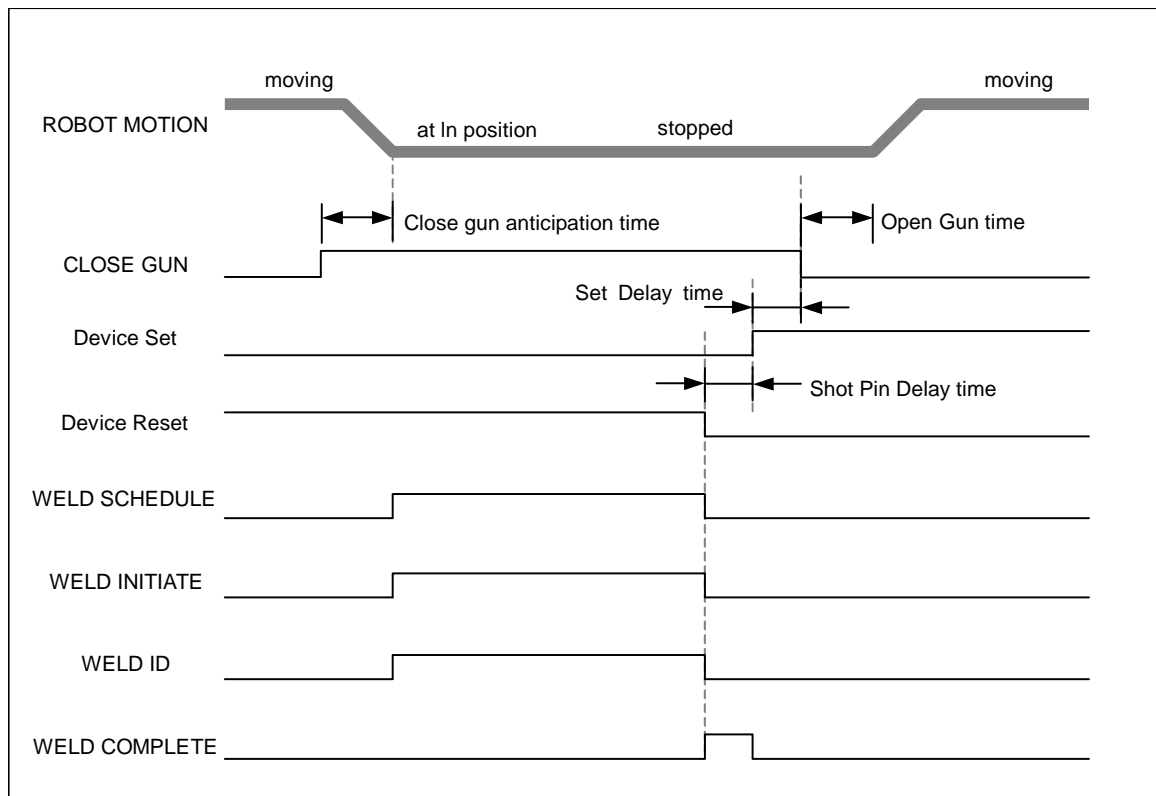 moving
moving
ROBOT MOTION
at In position
stopped
Close gun anticipation time
Open Gun time
CLOSE GUN
Set Delay time
Device Set
Shot Pin Delay time
Device Reset
WELD SCHEDULE
WELD INITIATE
WELD ID
WELD COMPLETE